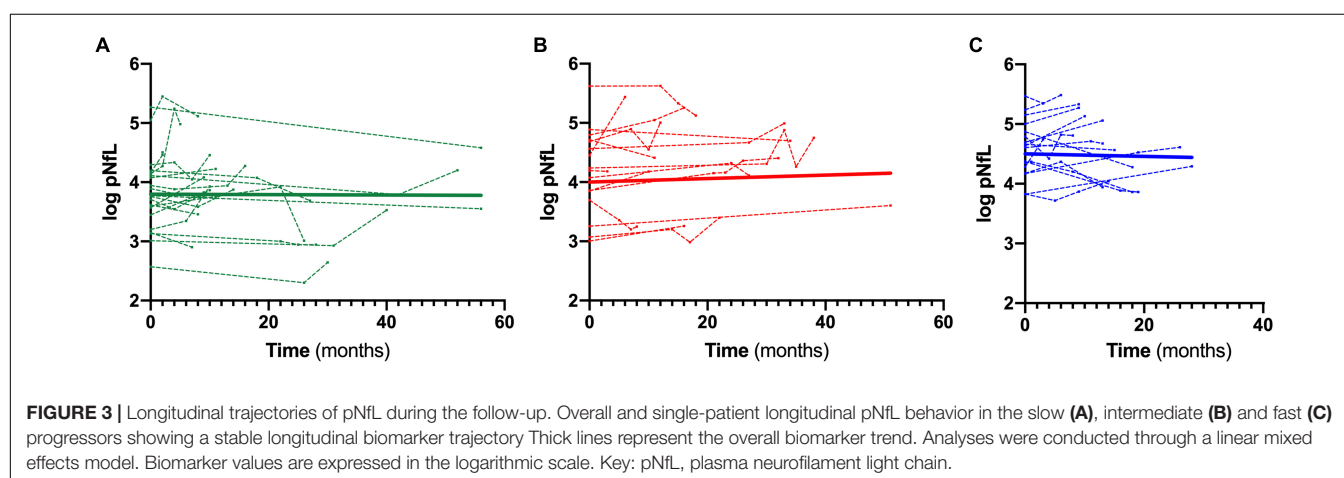 A
B
C
6
5
4
3
2
log pNfL
0
20
40
60
Time (months)
6
5
4
3
2
log pNfL
0
20
40
60
Time (months)
6
5
4
3
2
log pNfL
0
20
40
Time (months)
FIGURE 3 | Longitudinal trajectories of pNfL during the follow-up. Overall and single-patient longitudinal pNfL behavior in the slow (A), intermediate (B) and fast (C)
progressors showing a stable longitudinal biomarker trajectory Thick lines represent the overall biomarker trend. Analyses were conducted through a linear mixed
effects model. Biomarker values are expressed in the logarithmic scale. Key: pNfL, plasma neurofilament light chain.